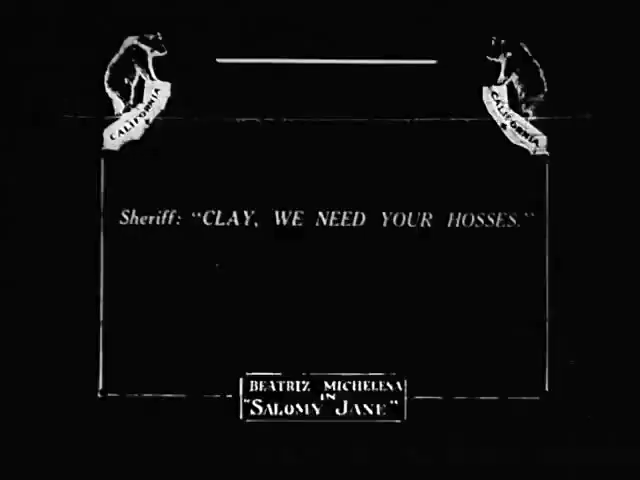 CALIFORNIA
CALIFORNIA
Sheriff: "CLAY, WE NEED YOUR HOSSES."
BEATRIZ MICHELENA
IN
"SALOMY JANE"